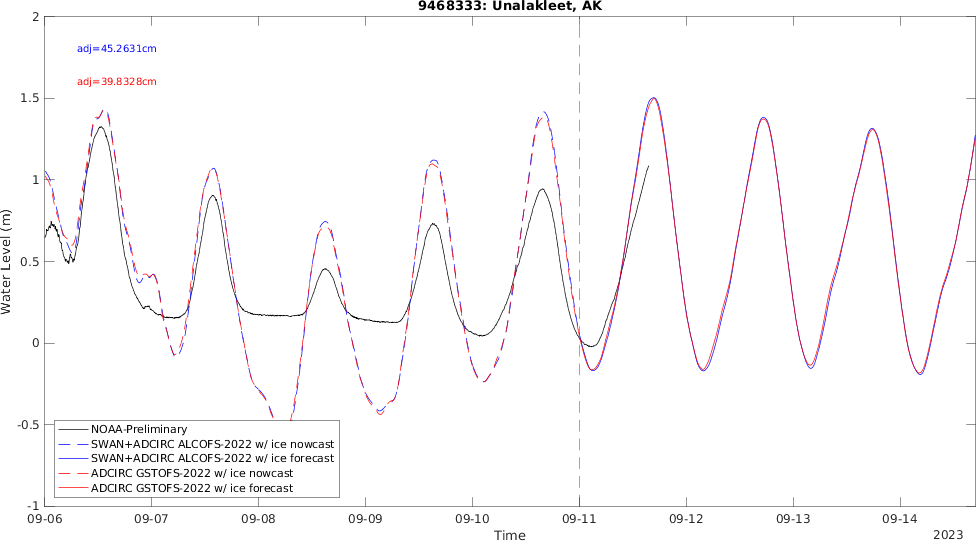 9468333: Unalakleet, AK
adj=45.2631cm
adj=39.8328cm
2
1.5
1
0.5
0
-0.5
-1
Water Level (m)
NOAA-Preliminary
SWAN+ADCIRC ALCOFS-2022 w/ ice nowcast
SWAN+ADCIRC ALCOFS-2022 w/ ice forecast
ADCIRC GSTOFS-2022 w/ ice nowcast
ADCIRC GSTOFS-2022 w/ ice forecast
09-06 09-07 09-08 09-09 09-10 09-11 09-12 09-13 09-14
Time
2023